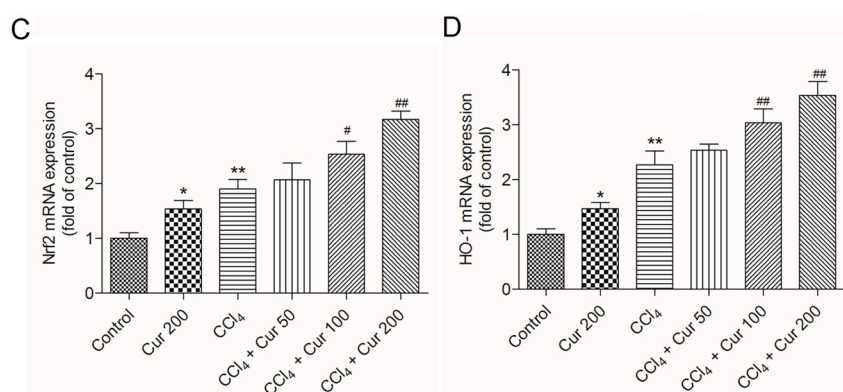 C
Nrf2 mRNA expression
(fold of control)
4
3
2
1
0
*
**
#
##
Control
Cur 200
CCl₄
CCl₄ + Cur 50
CCl₄ + Cur 100
CCl₄ + Cur 200
D
HO-1 mRNA expression
(fold of control)
4
3
2
1
0
*
**
##
##
Control
Cur 200
CCl₄
CCl₄ + Cur 50
CCl₄ + Cur 100
CCl₄ + Cur 200